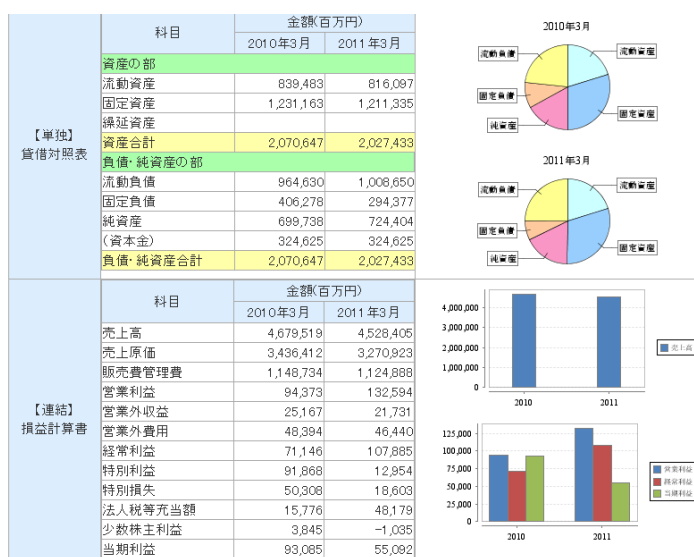 科目 金額(百万円)
2010年3月 2011年3月
【単独】
貸借対照表
資産の部
流動資産 839,483 816,097
固定資産 1,231,163 1,211,335
繰延資産
資産合計 2,070,647 2,027,433
負債・純資産の部
流動負債 964,630 1,008,650
固定負債 406,278 294,377
純資産 699,738 724,404
(資本金) 324,625 324,625
負債・純資産合計 2,070,647 2,027,433
2010年3月
流動負債 流動資産
固定負債
純資産 固定資産
2011年3月
流動負債 流動資産
固定負債 固定資産
純資産
科目 金額(百万円)
2010年3月 2011年3月
【連結】
損益計算書
売上高 4,679,519 4,528,405
売上原価 3,436,412 3,270,923
販売費管理費 1,148,734 1,124,888
営業利益 94,373 132,594
営業外収益 25,167 21,731
営業外費用 48,394 46,440
経常利益 71,146 107,885
特別利益 91,868 12,954
特別損失 50,308 18,603
法人税等充当額 15,776 48,179
少数株主利益 3,845 -1,035
当期利益 93,085 55,092
4,000,000
3,000,000
2,000,000
1,000,000
0
2010 2011
売上高
125,000
100,000
75,000
50,000
25,000
0
2010 2011
営業利益
経常利益
当期利益